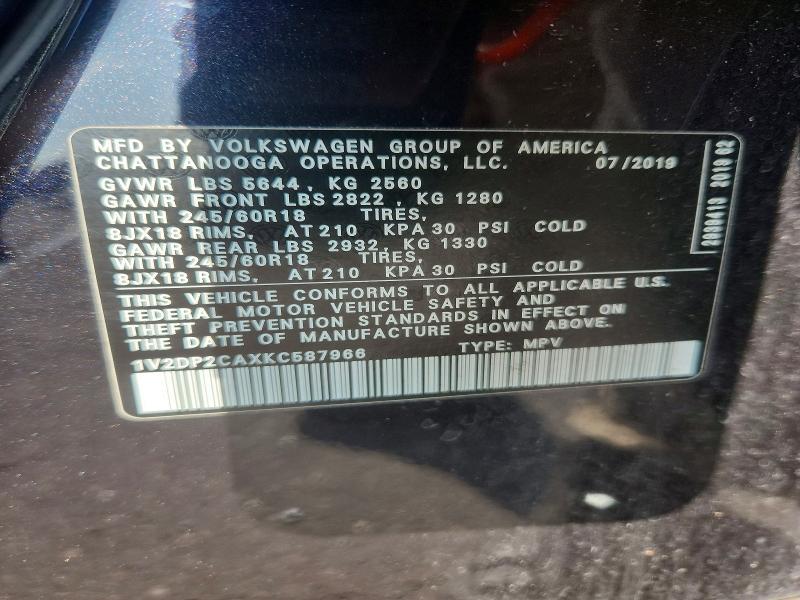 MFD BY VOLKSWAGEN GROUP OF AMERICA
CHATTANOOGA OPERATIONS, LLC. 07/2019
GVWR LBS 5644, KG 2560
GAWR FRONT LBS 2822, KG 1280
WITH 245/60R18 TIRES,
8JX18 RIMS, AT 210 KPA 30 PSI COLD
GAWR REAR LBS 2932, KG 1330
WITH 245/60R18 TIRES,
8JX18 RIMS, AT 210 KPA 30 PSI COLD
THIS VEHICLE CONFORMS TO ALL APPLICABLE U.S.
FEDERAL MOTOR VEHICLE SAFETY AND
THEFT PREVENTION STANDARDS IN EFFECT ON
THE DATE OF MANUFACTURE SHOWN ABOVE.
1V2DP2CAXKC587966 TYPE: MPV